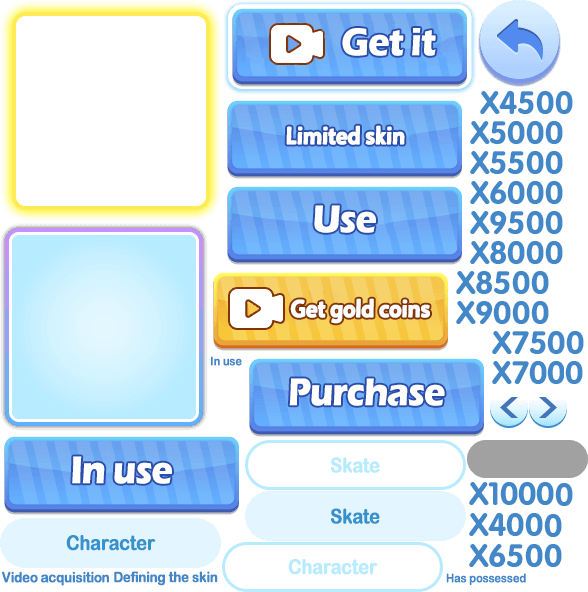 Get it
X4500
Limited skin
X5000
X5500
Use
X6000
X9500
X8000
Get gold coins
X8500
X9000
X7500
In use
X7000
Purchase
In use
Skate
X10000
Skate
X4000
Character
X6500
Character
Video acquisition Defining the skin
Has possessed